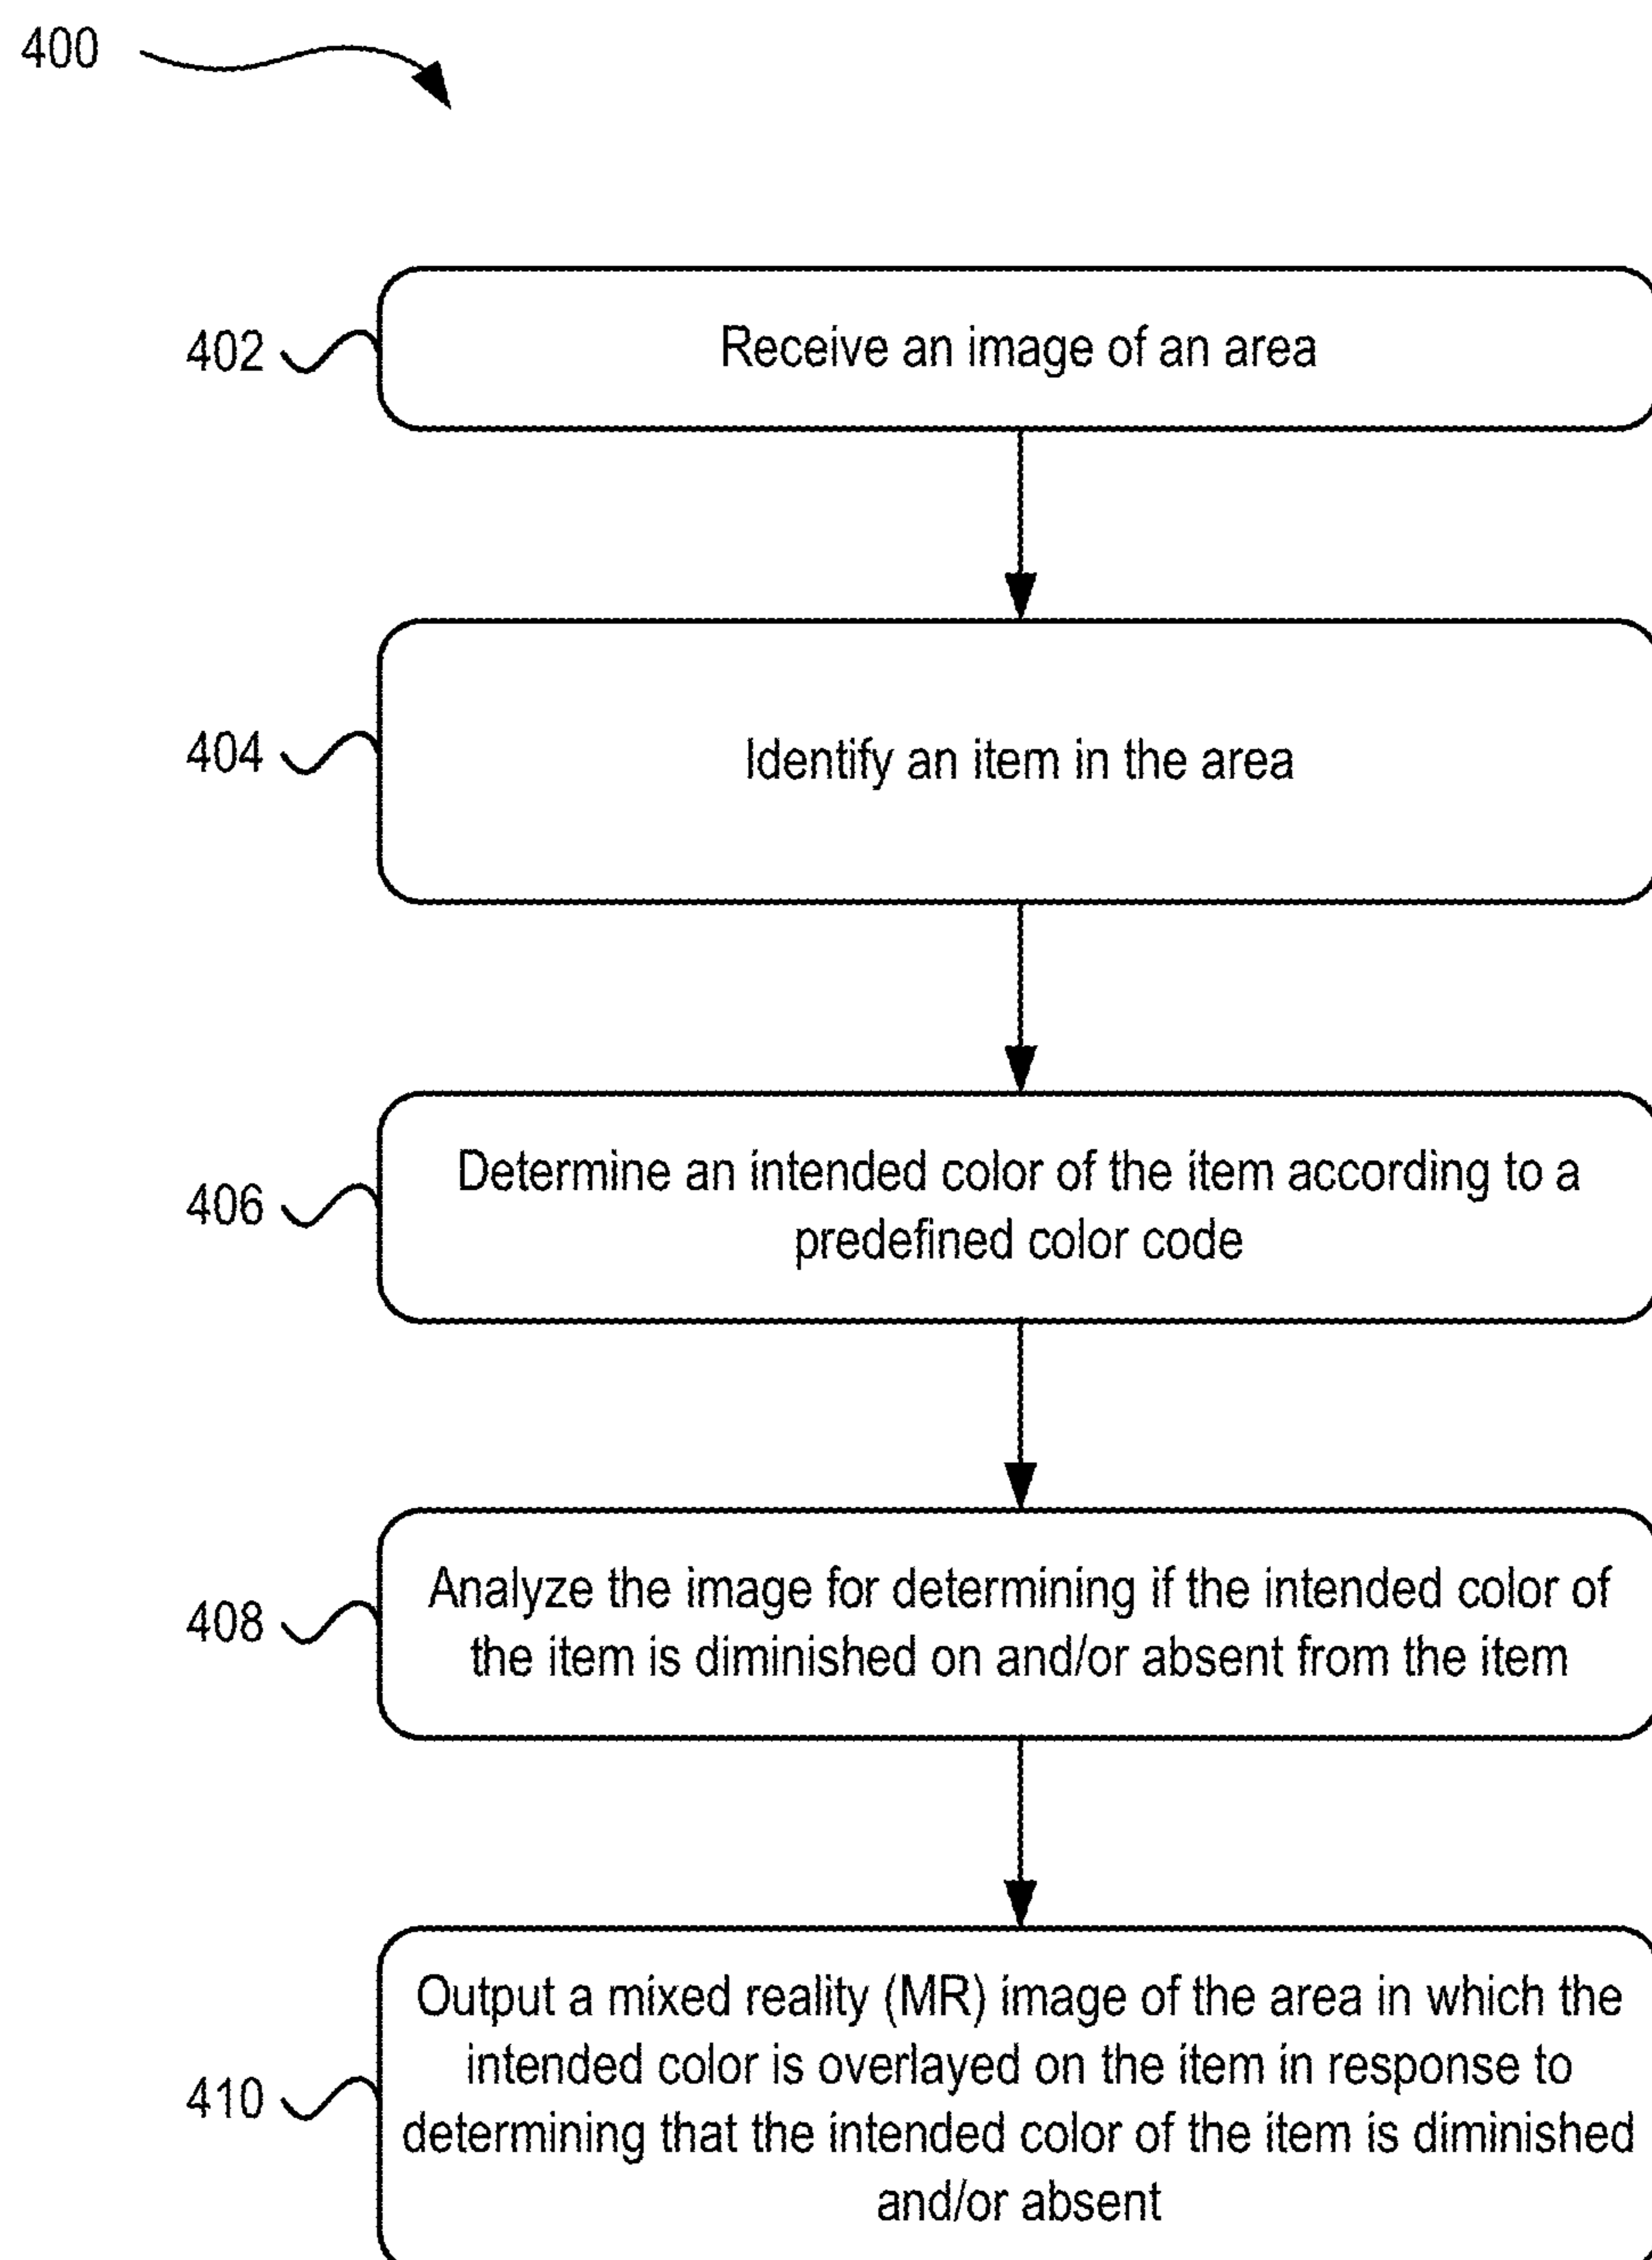 400
402
Receive an image of an area
404
Identify an item in the area
406
Determine an intended color of the item according to a
predefined color code
408
Analyze the image for determining if the intended color of
the item is diminished on and/or absent from the item
410
Output a mixed reality (MR) image of the area in which the
intended color is overlayed on the item in response to
determining that the intended color of the item is diminished
and/or absent